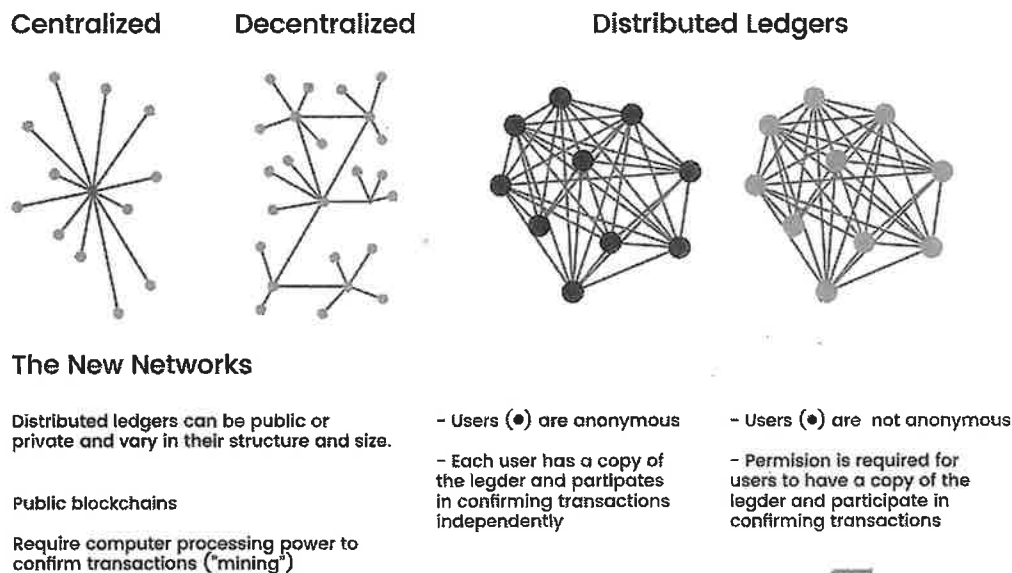 Centralized
Decentralized
Distributed Ledgers
The New Networks
Distributed ledgers can be public or
private and vary in their structure and size.
Public blockchains
Require computer processing power to
confirm transactions ("mining")
- Users (●) are anonymous
- Each user has a copy of
the legder and partipates
in confirming transactions
independently
- Users (●) are not anonymous
- Permision is required for
users to have a copy of the
legder and participate in
confirming transactions